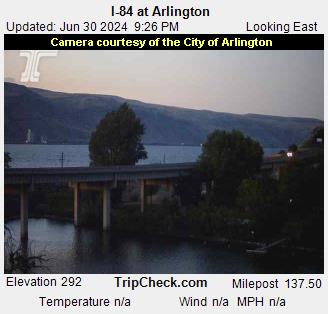 I-84 at Arlington
Updated: Jun 30 2024 9:26 PM Looking East
Camera courtesy of the City of Arlington
Elevation 292 TripCheck.com Milepost 137.50
Temperature n/a Wind n/a MPH n/a